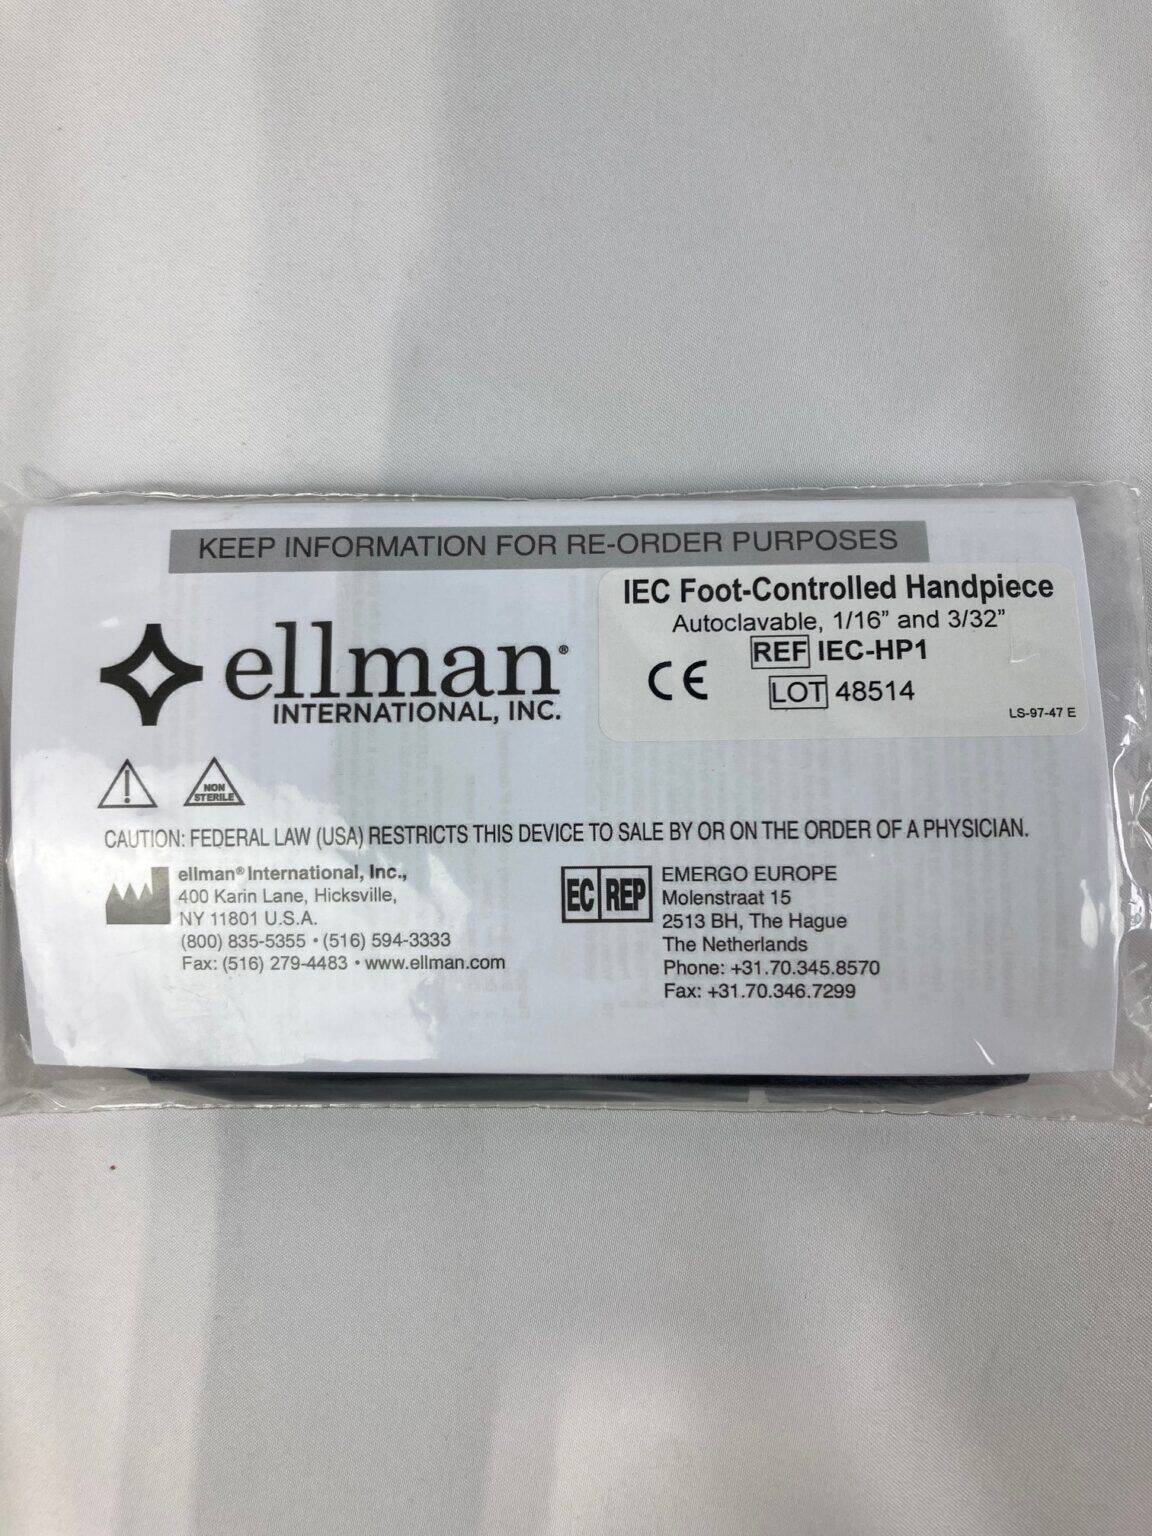 KEEP INFORMATION FOR RE-ORDER PURPOSES
IEC Foot-Controlled Handpiece
Autoclavable, 1/16” and 3/32”
REF IEC-HP1
CE
LOT 48514
LS-97-47 E
ellman®
INTERNATIONAL, INC.
NON
STERILE
CAUTION: FEDERAL LAW (USA) RESTRICTS THIS DEVICE TO SALE BY OR ON THE ORDER OF A PHYSICIAN.
ellman® International, Inc.,
400 Karin Lane, Hicksville,
NY 11801 U.S.A.
(800) 835-5355 • (516) 594-3333
Fax: (516) 279-4483 • www.ellman.com
EC REP
EMERGO EUROPE
Molenstraat 15
2513 BH, The Hague
The Netherlands
Phone: +31.70.345.8570
Fax: +31.70.346.7299